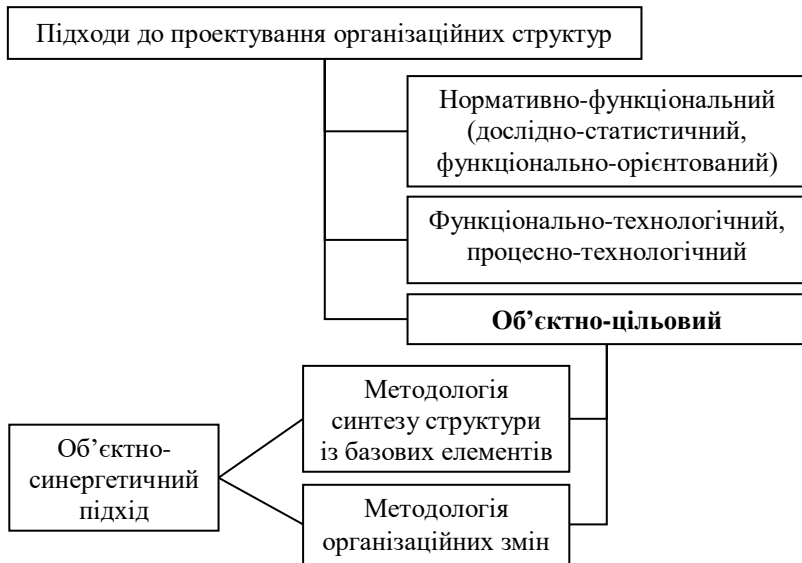 Підходи до проектування організаційних структур
Нормативно-функціональний
(дослідно-статистичний,
функціонально-орієнтований)
Функціонально-технологічний,
процесно-технологічний
Об’єктно-цільовий
Методологія
синтезу структури
із базових елементів
Об’єктно-
синергетичний
підхід
Методологія
організаційних змін